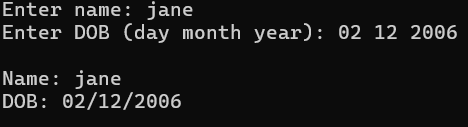 Enter name: jane
Enter DOB (day month year): 02 12 2006
Name: jane
DOB: 02/12/2006